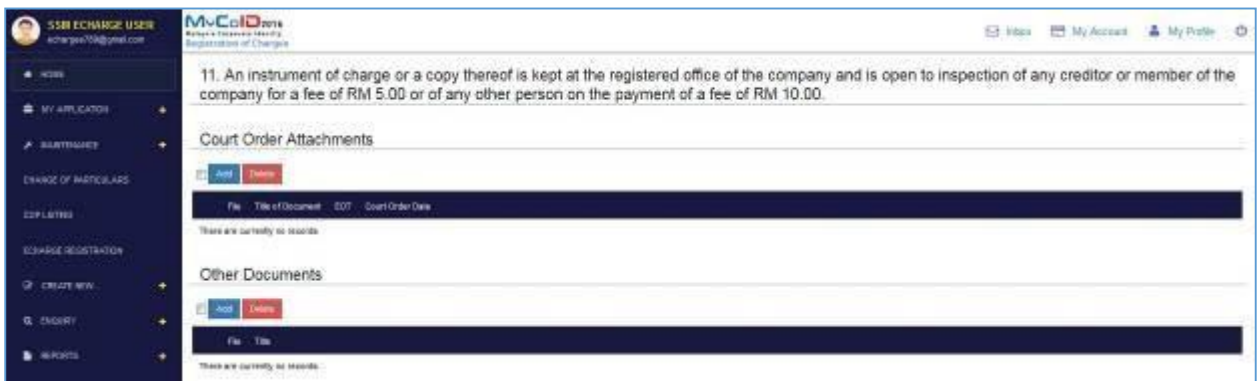 SSM ECHARGE USER
MyCoID 2016
Registration of Charges
Inbox
My Account
My Profile
HOME
MY APPLICATION
MAINTENANCE
CHANGE OF PARTICULARS
ECHARGE REGISTRATION
CREATE NEW...
ENQUIRY
REPORTS
11. An instrument of charge or a copy thereof is kept at the registered office of the company and is open to inspection of any creditor or member of the
company for a fee of RM 5.00 or of any other person on the payment of a fee of RM 10.00.
Court Order Attachments
Add Delete
File Title of Document EOT Court Order Date
There are currently no records.
Other Documents
Add Delete
File Title
There are currently no records.